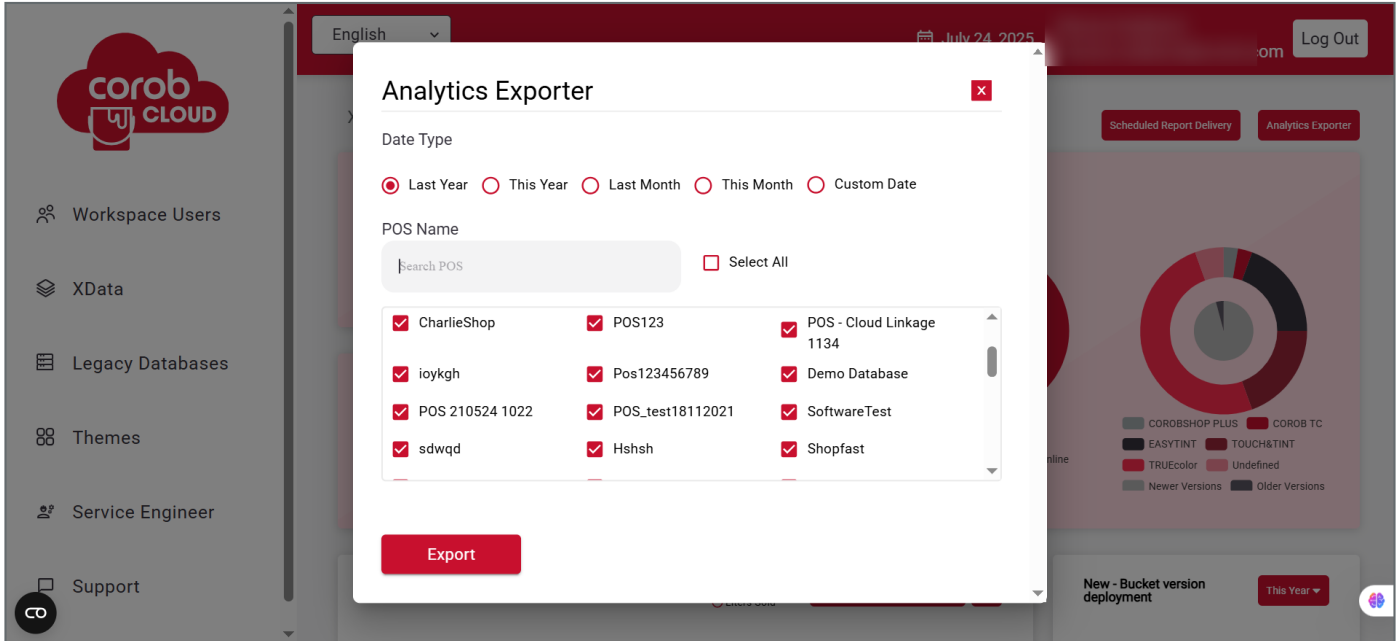 corob
CLOUD
English
July 24, 2025
com
Log Out
Workspace Users
XData
Legacy Databases
Themes
Service Engineer
Support
Scheduled Report Delivery
Analytics Exporter
Analytics Exporter
x
Date Type
Last Year
This Year
Last Month
This Month
Custom Date
POS Name
Search POS
Select All
CharlieShop
POS123
POS - Cloud Linkage
1134
ioykgh
Pos123456789
Demo Database
POS 210524 1022
POS_test18112021
SoftwareTest
sdwqd
Hshsh
Shopfast
Export
COROBSHOP PLUS
COROB TC
EASYTINT
TOUCH&TINT
TRUEcolor
Undefined
Newer Versions
Older Versions
New - Bucket version
deployment
This Year